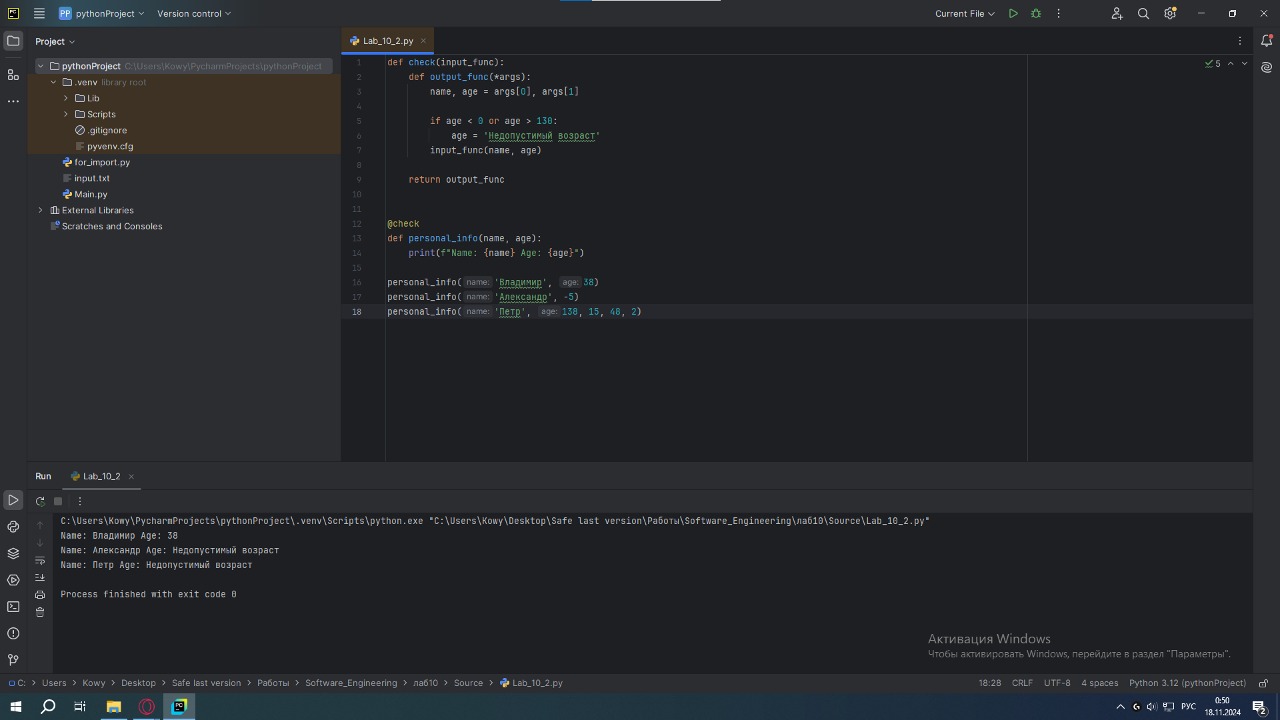 PC
PP pythonProject
Version control
Current File
Project
Lab_10_2.py
pythonProject C:\Users\Kowy\PycharmProjects\pythonProject
.venv library root
Lib
Scripts
.gitignore
pyvenv.cfg
for_import.py
input.txt
Main.py
External Libraries
Scratches and Consoles
5
1 def check(input_func):
2 def output_func(*args):
3 name, age = args[0], args[1]
4
5 if age < 0 or age > 130:
6 age = 'Недопустимый возраст'
7 input_func(name, age)
8
9 return output_func
10
11
12 @check
13 def personal_info(name, age):
14 print(f"Name: {name} Age: {age}")
15
16 personal_info( name: 'Владимир', age: 38)
17 personal_info( name: 'Александр', -5)
18 personal_info( name: 'Петр', age: 138, 15, 48, 2)
Run
Lab_10_2
C:\Users\Kowy\PycharmProjects\pythonProject\.venv\Scripts\python.exe "C:\Users\Kowy\Desktop\Safe last version\Работы\Software_Engineering\лаб10\Source\Lab_10_2.py"
Name: Владимир Age: 38
Name: Александр Age: Недопустимый возраст
Name: Петр Age: Недопустимый возраст
Process finished with exit code 0
Активация Windows
Чтобы активировать Windows, перейдите в раздел "Параметры".
C: Users Kowy Desktop Safe last version Работы Software_Engineering лаб10 Source Lab_10_2.py
18:28 CRLF UTF-8 4 spaces Python 3.12 (pythonProject)
PC
РУС
0:50
18.11.2024
2